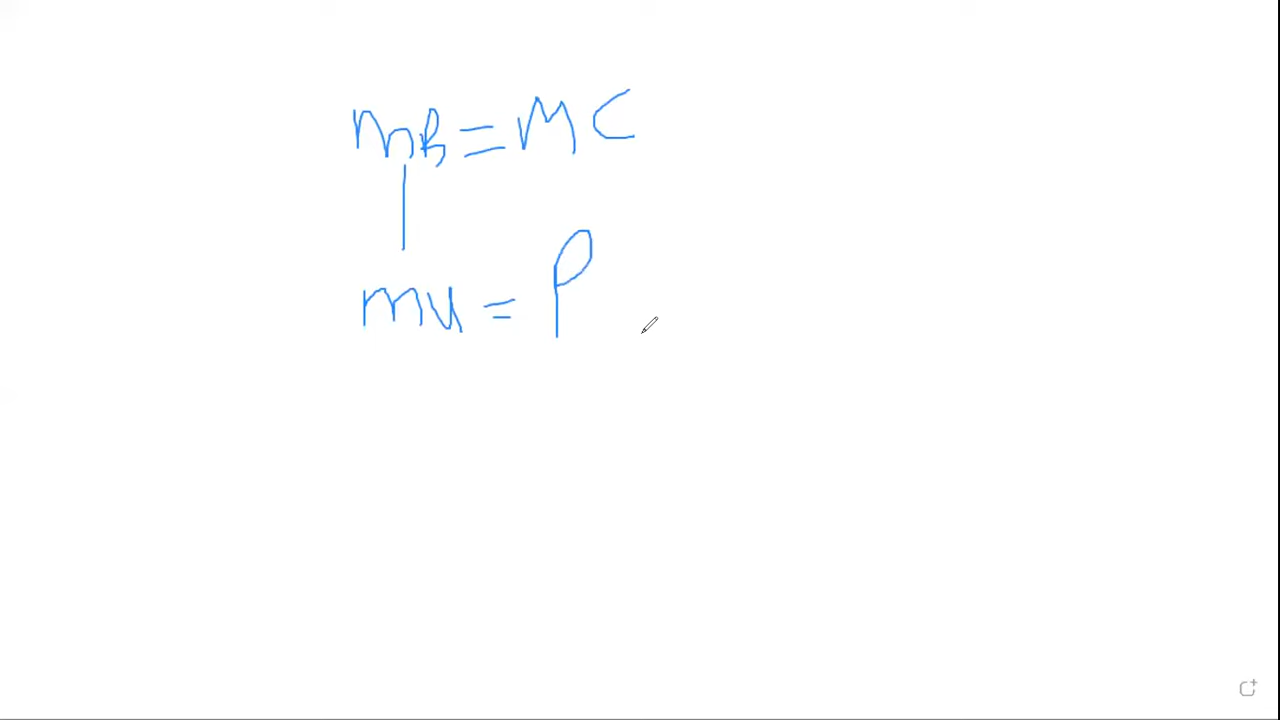 mB = MC
mu = P